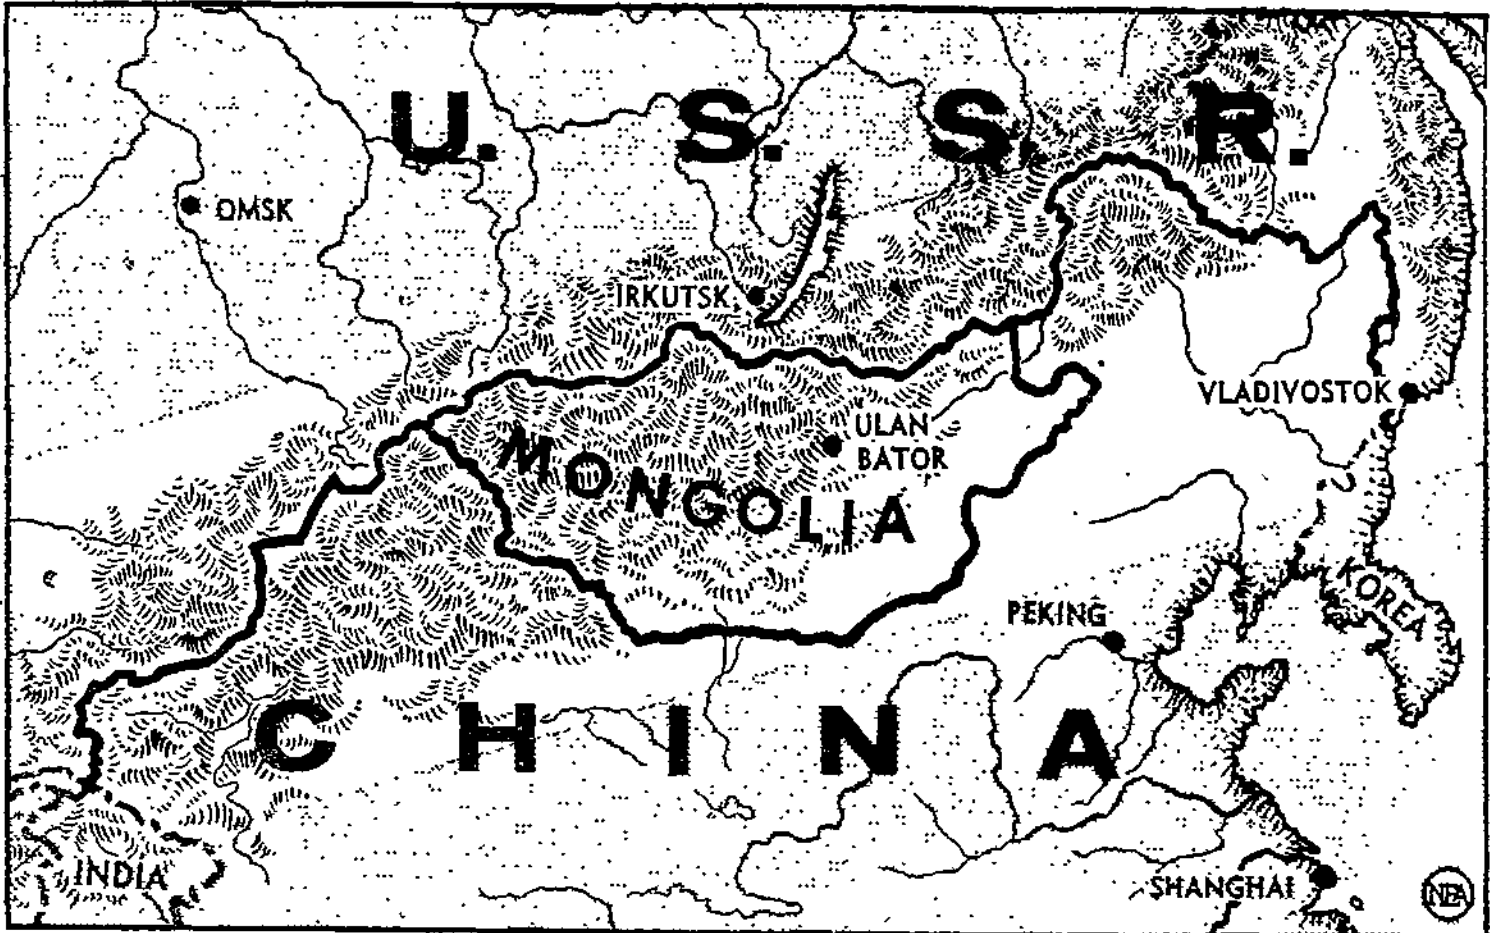 U. S. S. R.
OMSK
IRKUTSK
VLADIVOSTOK
ULAN
BATOR
MONGOLIA
PEKING
KOREA
CHINA
INDIA
SHANGHAI
NEA